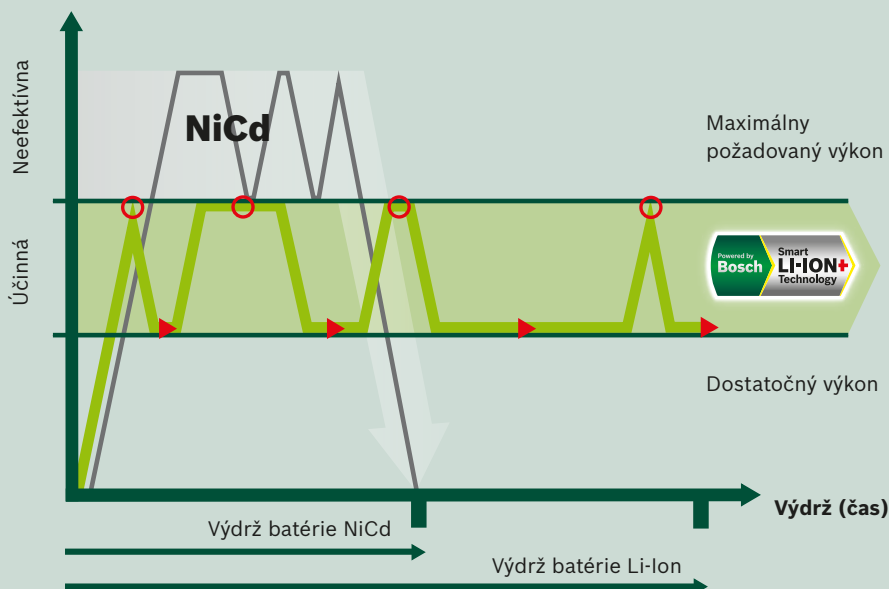 Neefektívna
NiCd
Maximálny
požadovaný výkon
Účinná
Powered by
Bosch
Smart
LI-ION+
Technology
Dostatočný výkon
Výdrž (čas)
Výdrž batérie NiCd
Výdrž batérie Li-Ion